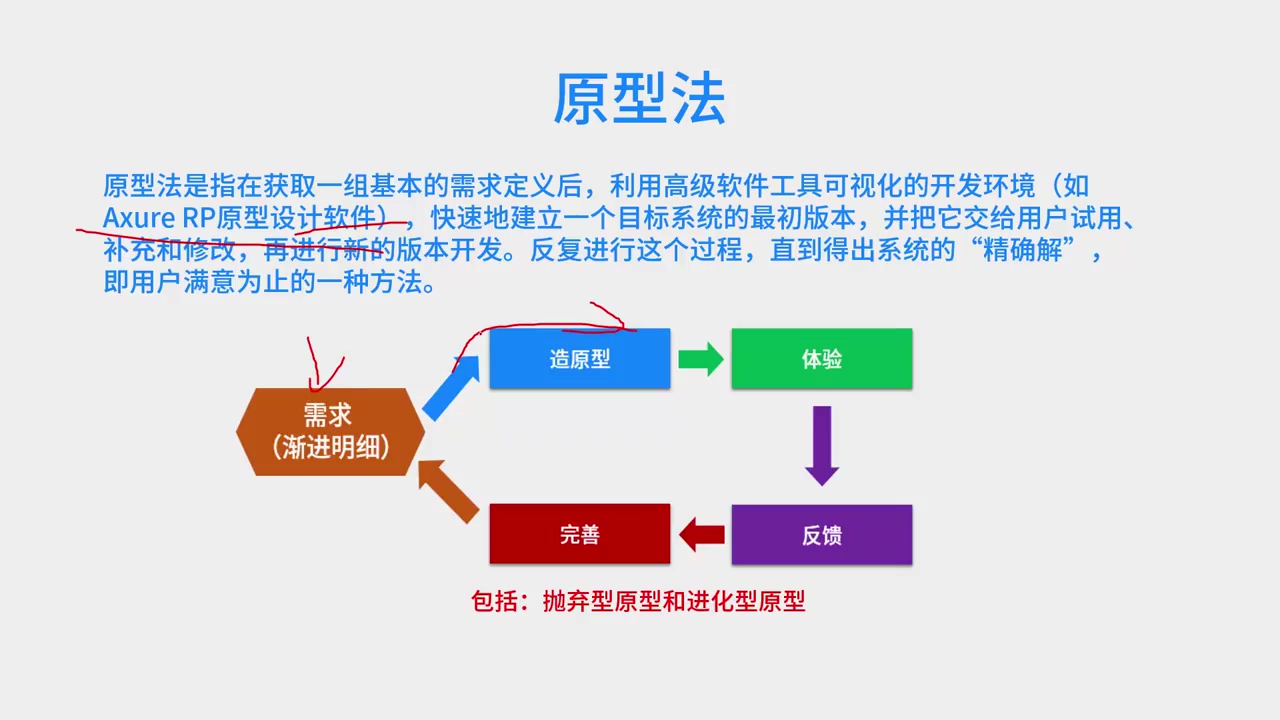 原型法
原型法是指在获取一组基本的需求定义后，利用高级软件工具可视化的开发环境（如
Axure RP原型设计软件），快速地建立一个目标系统的最初版本，并把它交给用户试用、
补充和修改，再进行新的版本开发。反复进行这个过程，直到得出系统的“精确解”，
即用户满意为止的一种方法。
造原型
体验
需求
（渐进明细）
完善
反馈
包括：抛弃型原型和进化型原型